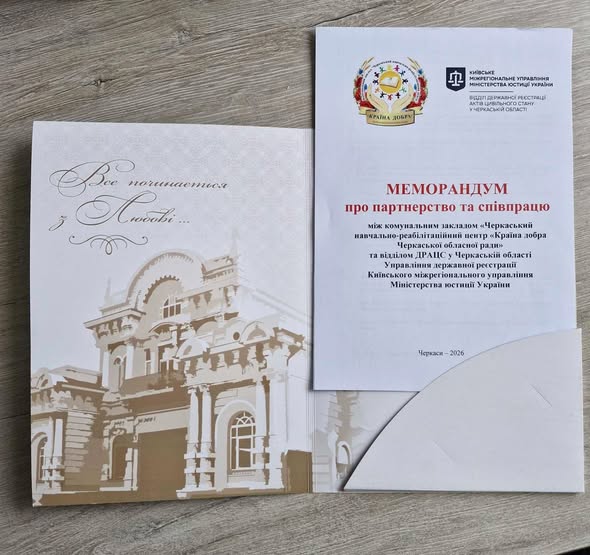 Все починається
з Любові ...
КРАЇНА ДОБРА
КИЇВСЬКЕ
МІЖРЕГІОНАЛЬНЕ УПРАВЛІННЯ
МІНІСТЕРСТВА ЮСТИЦІЇ УКРАЇНИ
ВІДДІЛ ДЕРЖАВНОЇ РЕЄСТРАЦІЇ
АКТІВ ЦИВІЛЬНОГО СТАНУ
У ЧЕРКАСЬКІЙ ОБЛАСТІ
МЕМОРАНДУМ
про партнерство та співпрацю
між комунальним закладом «Черкаський
навчально-реабілітаційний центр «Країна добра
Черкаської обласної ради»
та відділом ДРАЦС у Черкаській області
Управління державної реєстрації
Київського міжрегіонального управління
Міністерства юстиції України
Черкаси – 2026